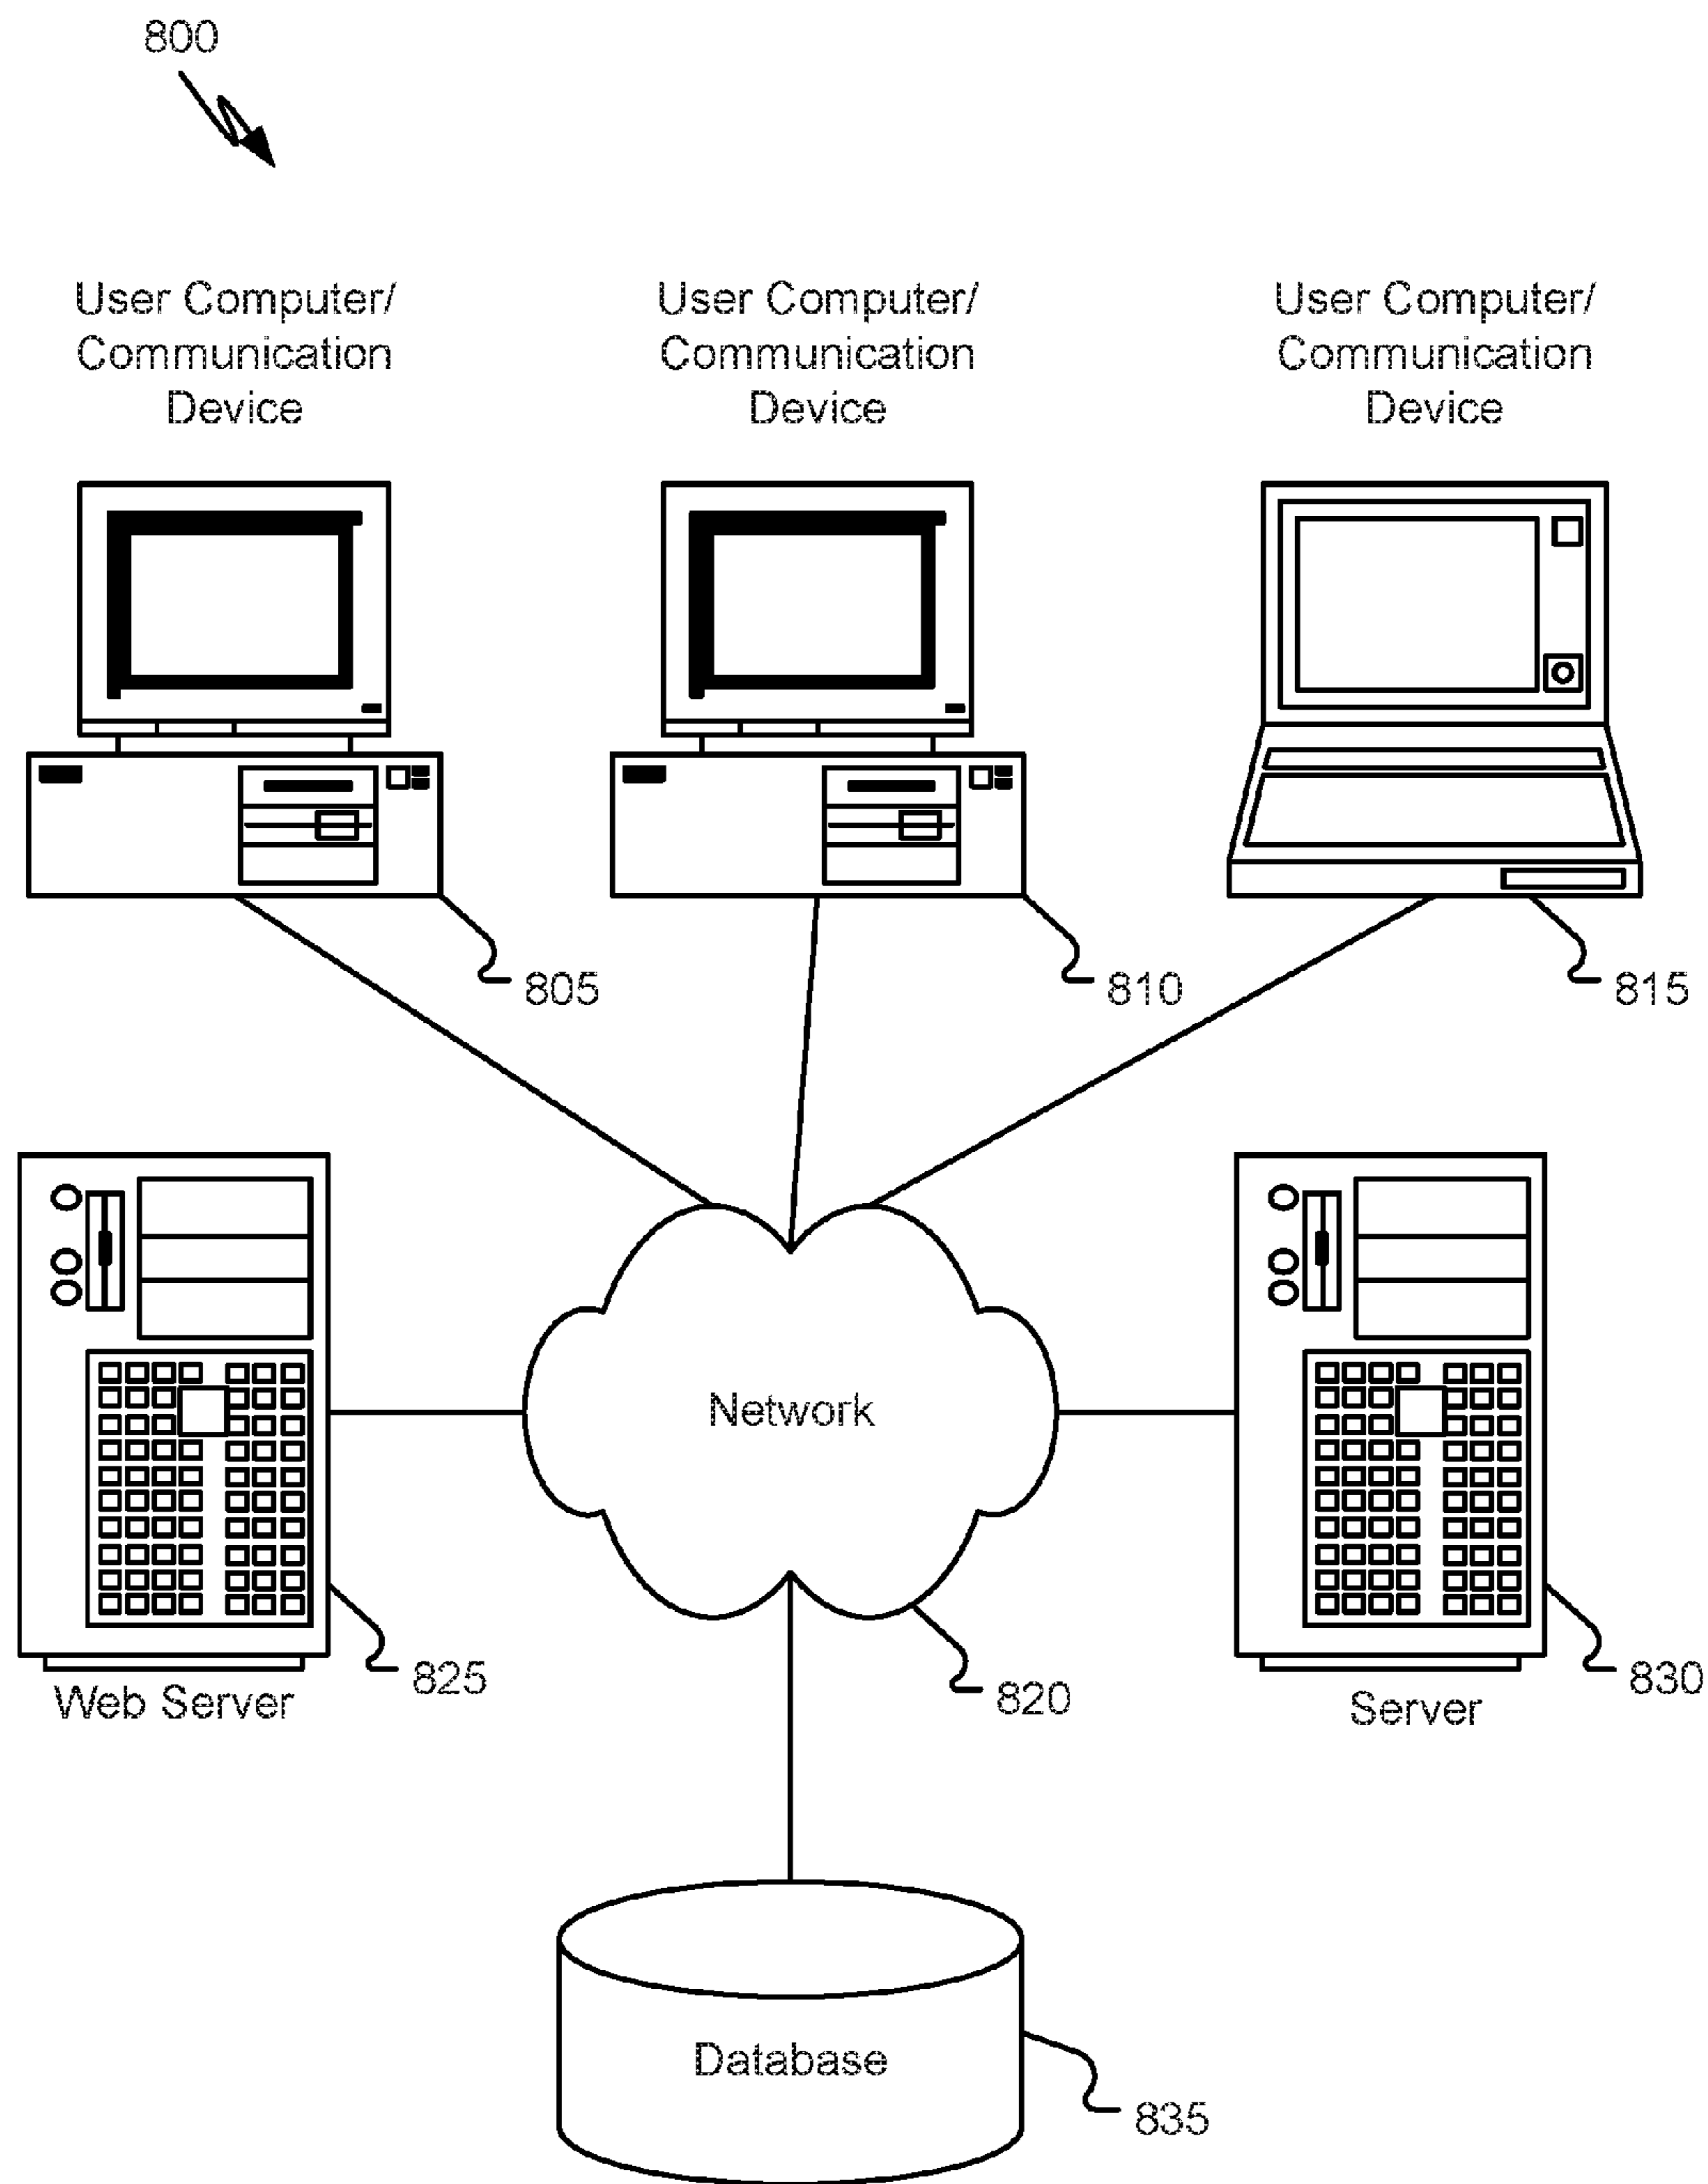 800
User Computer/
Communication
Device
User Computer/
Communication
Device
User Computer/
Communication
Device
805
810
815
Network
825
Web Server
820
830
Server
Database
835